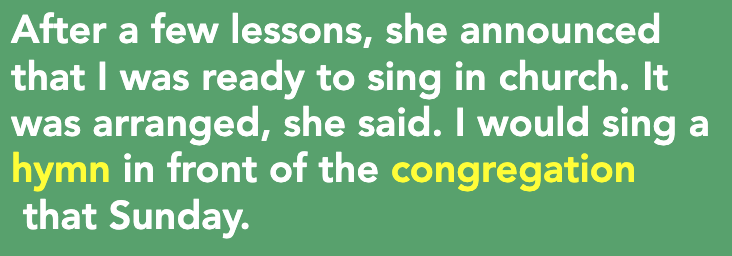 After a few lessons, she announced
that I was ready to sing in church. It
was arranged, she said. I would sing a
hymn in front of the congregation
that Sunday.